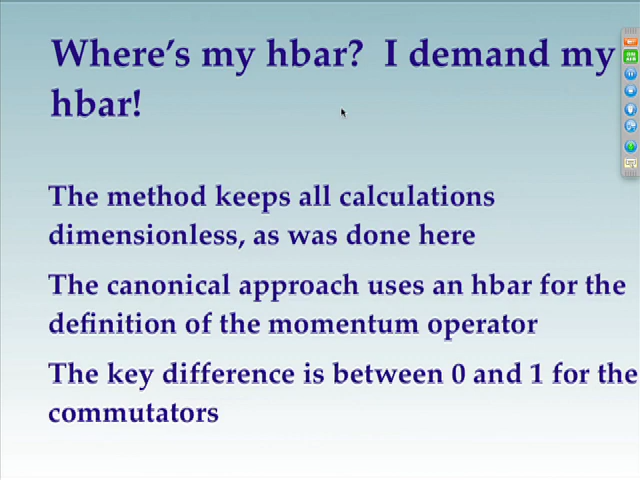 Where's my hbar?  I demand my
hbar!
The method keeps all calculations
dimensionless, as was done here
The canonical approach uses an hbar for the
definition of the momentum operator
The key difference is between 0 and 1 for the
commutators